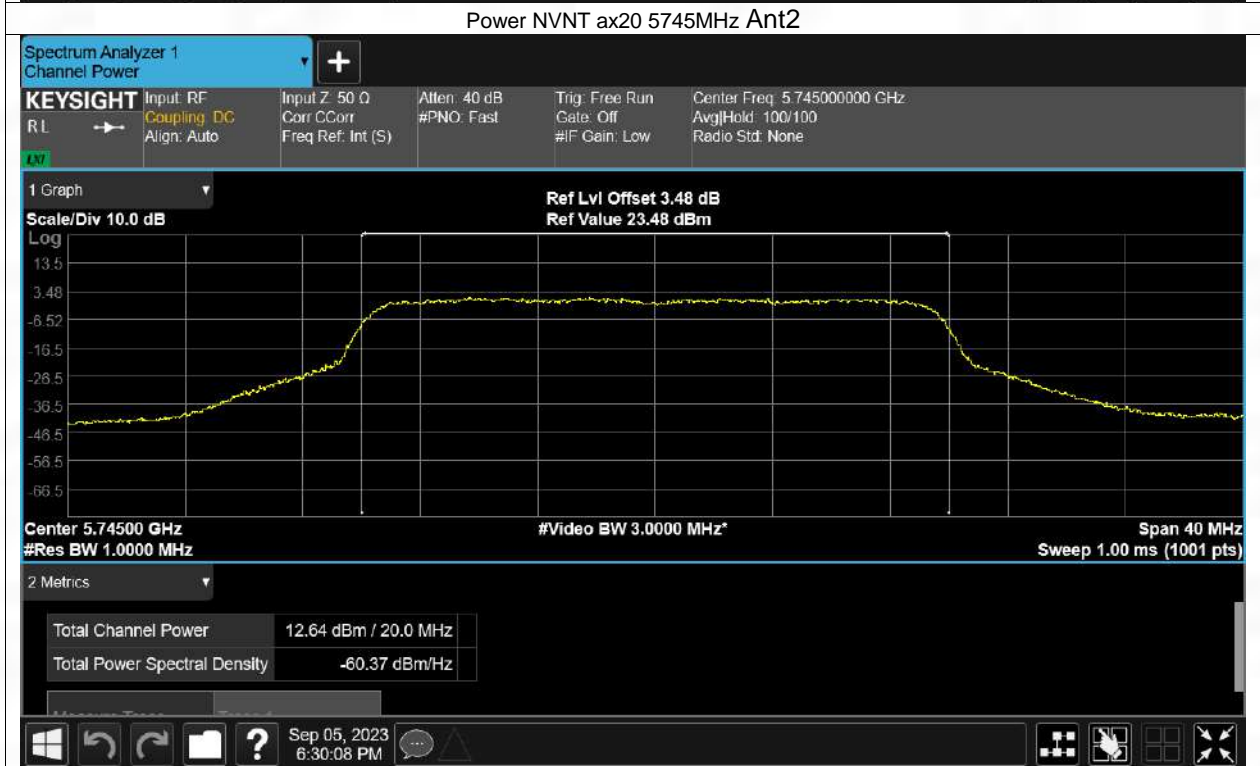 Power NVNT ax20 5745MHz Ant2
Spectrum Analyzer 1
Channel Power
KEYSIGHT
RL
LXI
Input: RF
Coupling: DC
Align: Auto
Input Z: 50 Ω
Corr CCorr
Freq Ref: Int (S)
Atten: 40 dB
#PNO: Fast
Trig: Free Run
Gate: Off
#IF Gain: Low
Center Freq: 5.745000000 GHz
Avg|Hold: 100/100
Radio Std: None
1 Graph
Scale/Div 10.0 dB
Ref Lvl Offset 3.48 dB
Ref Value 23.48 dBm
Log
13.5
3.48
-6.52
-16.5
-26.5
-36.5
-46.5
-56.5
-66.5
Center 5.74500 GHz
#Res BW 1.0000 MHz
#Video BW 3.0000 MHz*
Span 40 MHz
Sweep 1.00 ms (1001 pts)
2 Metrics
Total Channel Power 12.64 dBm / 20.0 MHz
Total Power Spectral Density -60.37 dBm/Hz
?
Sep 05, 2023
6:30:08 PM